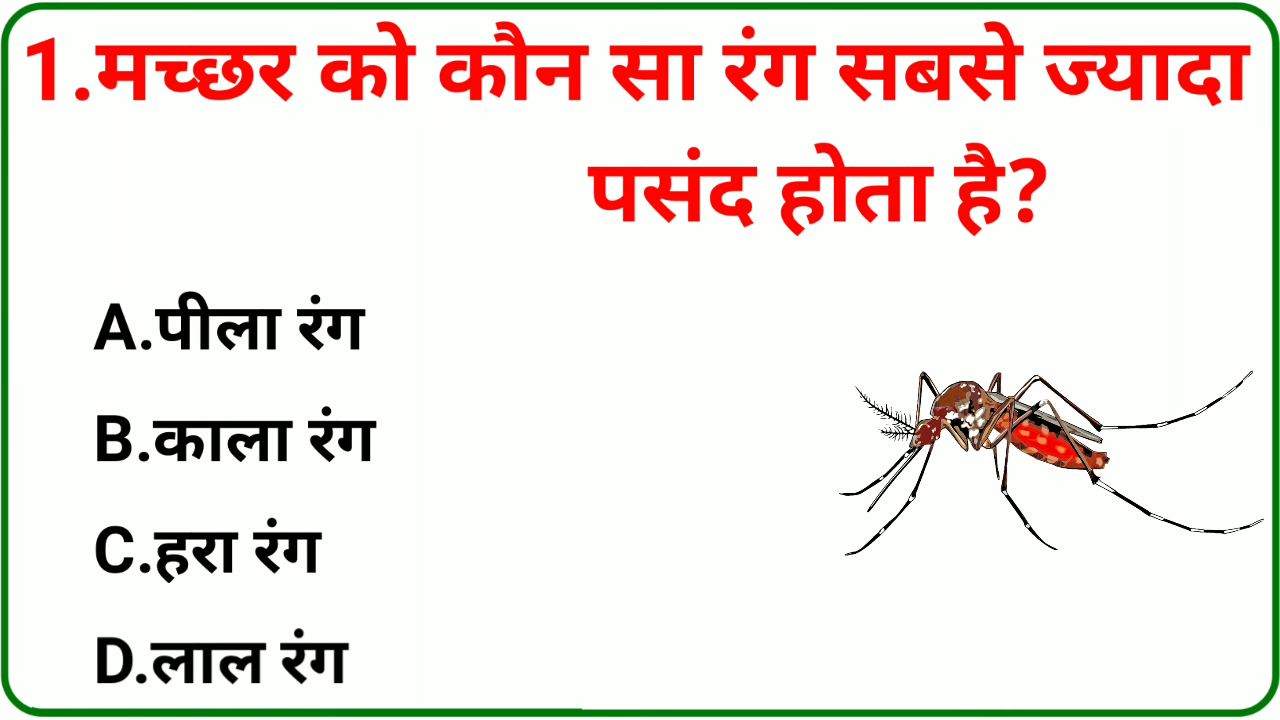 1.मच्छर को कौन सा रंग सबसे ज्यादा
पसंद होता है?
A.पीला रंग
B.काला रंग
C.हरा रंग
D.लाल रंग